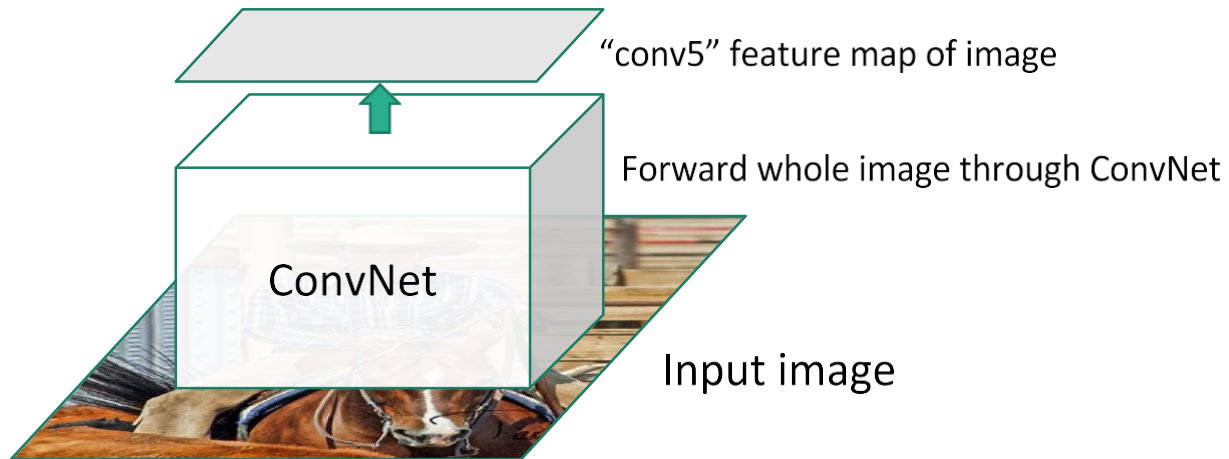 “conv5” feature map of image
Forward whole image through ConvNet
ConvNet
Input image